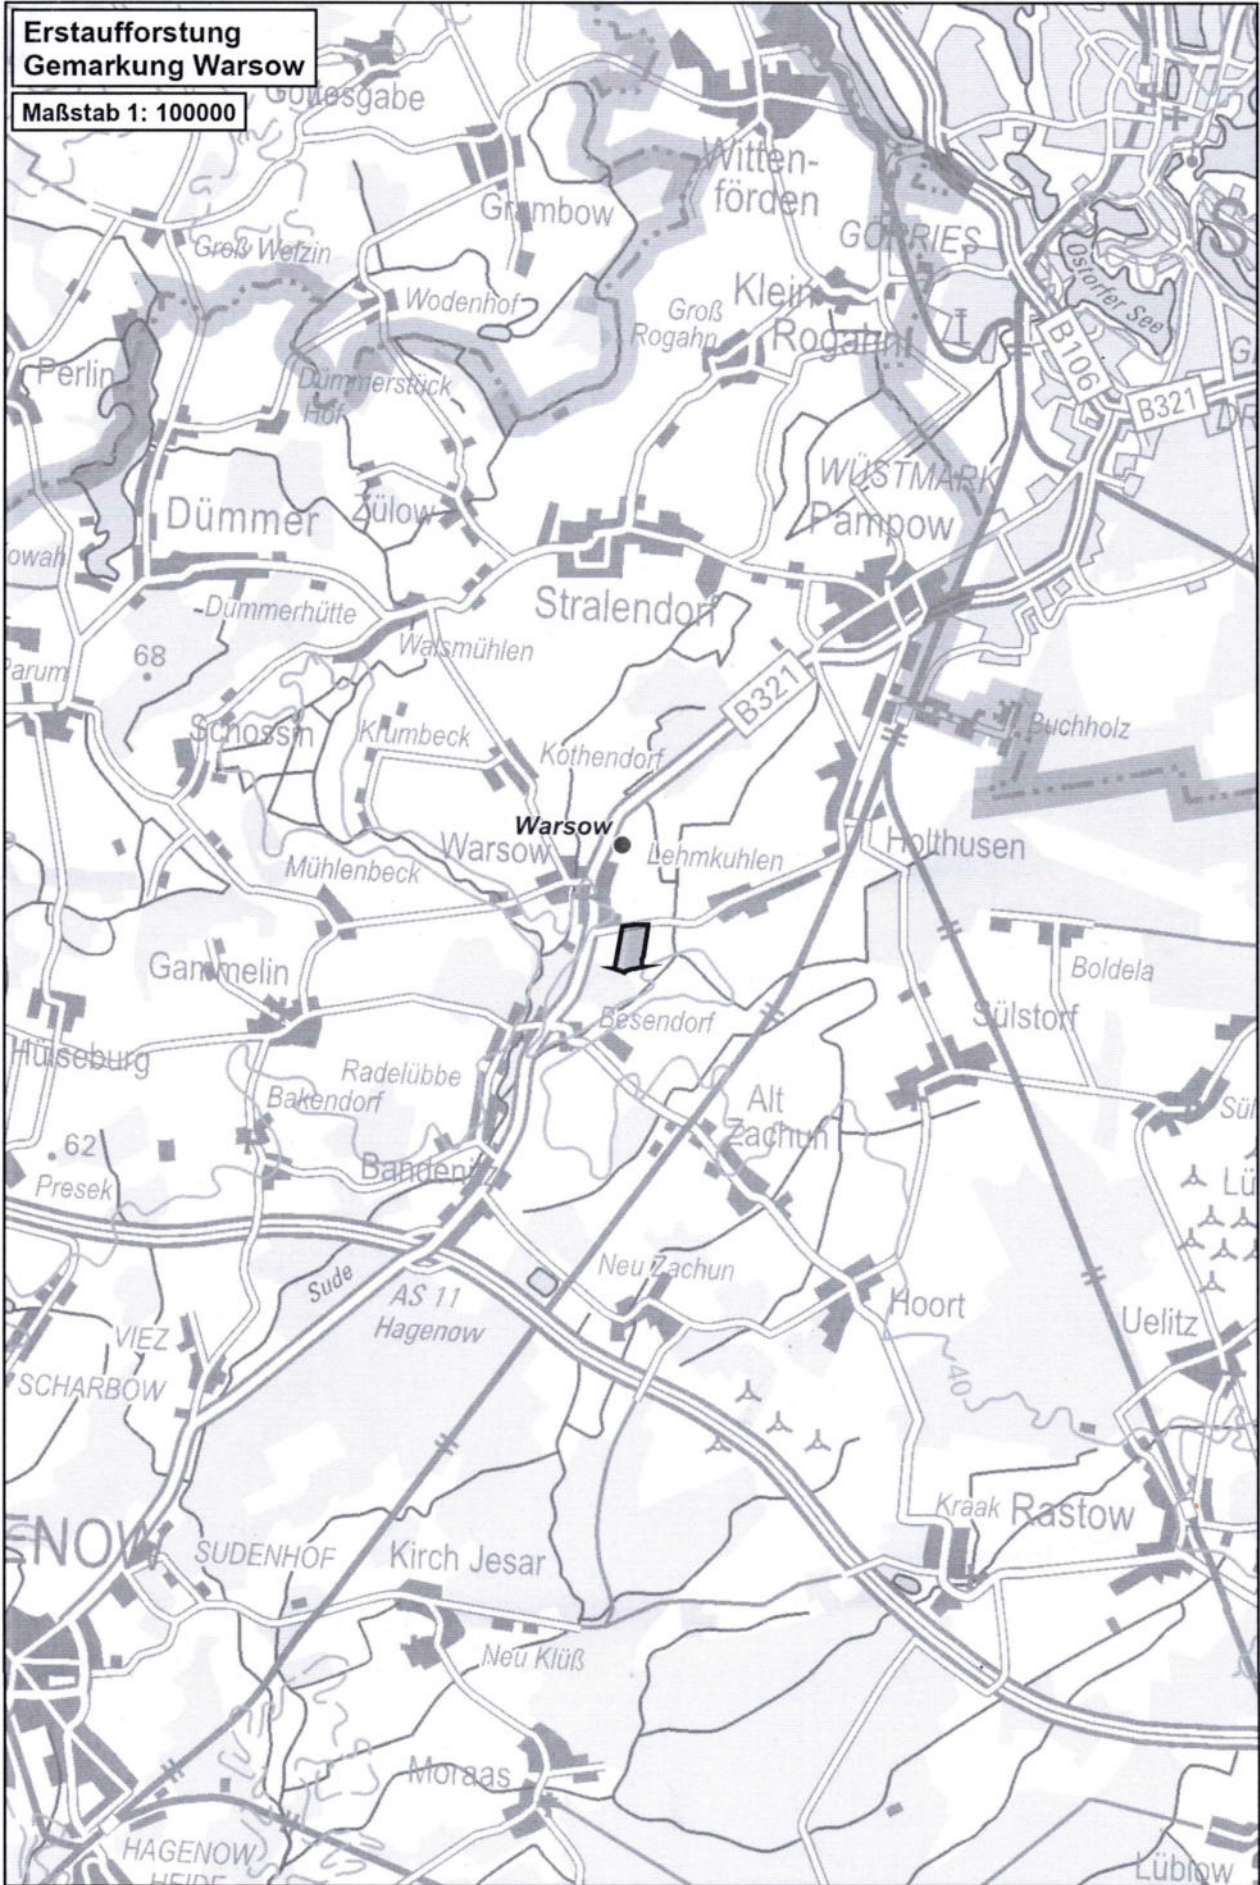 Erstaufforstung
Gemarkung Warsow
Maßstab 1: 100000
Gottesgabe
Witten-
förden
Grambow
GÖRRIES
Groß Welzin
Ostorfer See
Wodenhof
Klein
Rogahn
Groß
Rogahn
B106
Perlin
Dümmerstück
Hof
B321
WÜSTMARK
Dümmer
Zülow
Pampow
Dümmerhütte
Stralendorf
Walsmühlen
68
B321
Schossin
Krumbeck
Kothendorf
Buchholz
Warsow
Warsow
Lehmkuhlen
Holthusen
Mühlenbeck
Gammelin
Boldela
Besendorf
Sülstorf
Hülseburg
Radelübbe
Bakendorf
Alt
Zachun
62
Bandenitz
Presek
Sude
AS 11
Hagenow
Neu Zachun
Hoort
Uelitz
VIEZ
SCHARBOW
40
Kraak
Rastow
ENOW
SUDENHOF
Kirch Jesar
Neu Klüß
Moraas
HAGENOW
HEIDE
Lüblow